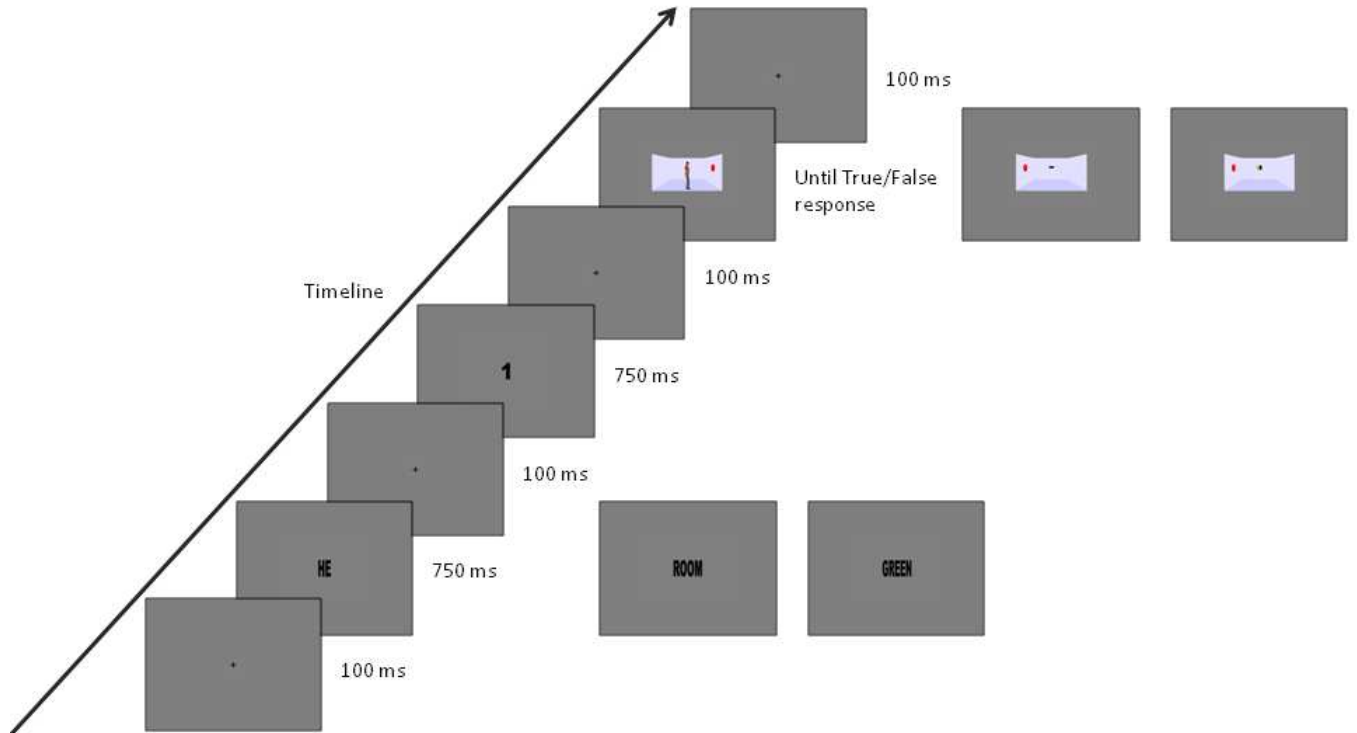 100 ms
Until True/False
response
Timeline
100 ms
1
750 ms
100 ms
HE
750 ms
ROOM
GREEN
100 ms